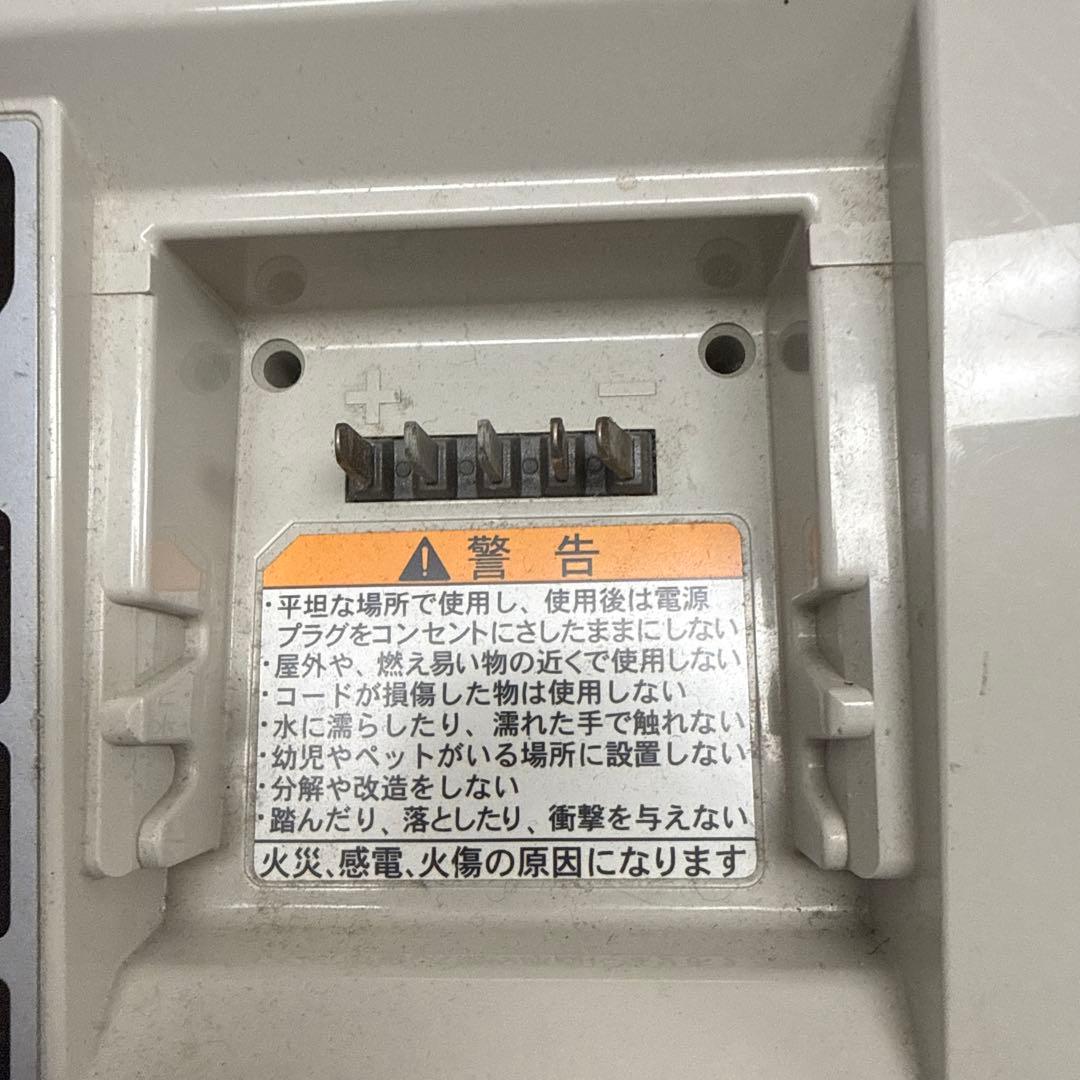 + −
⚠ 警 告
・平坦な場所で使用し、使用後は電源
プラグをコンセントにさしたままにしない
・屋外や、燃え易い物の近くで使用しない
・コードが損傷した物は使用しない
・水に濡らしたり、濡れた手で触れない
・幼児やペットがいる場所に設置しない
・分解や改造をしない
・踏んだり、落としたり、衝撃を与えない
火災、感電、火傷の原因になります